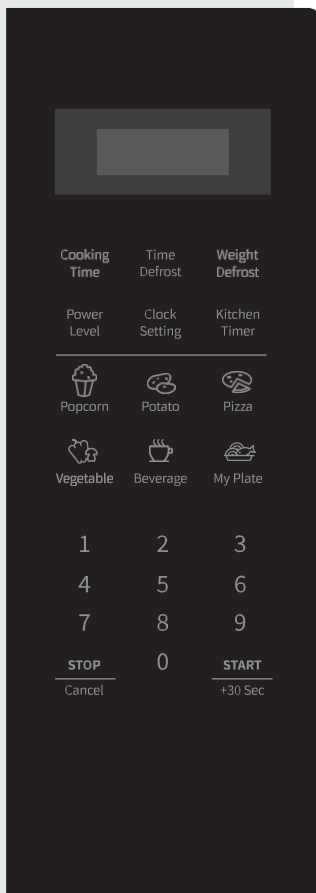 Cooking Time Weight
Time Defrost Defrost
Power Clock Kitchen
Level Setting Timer
Popcorn Potato Pizza
Vegetable Beverage My Plate
1 2 3
4 5 6
7 8 9
STOP 0 START
Cancel +30 Sec